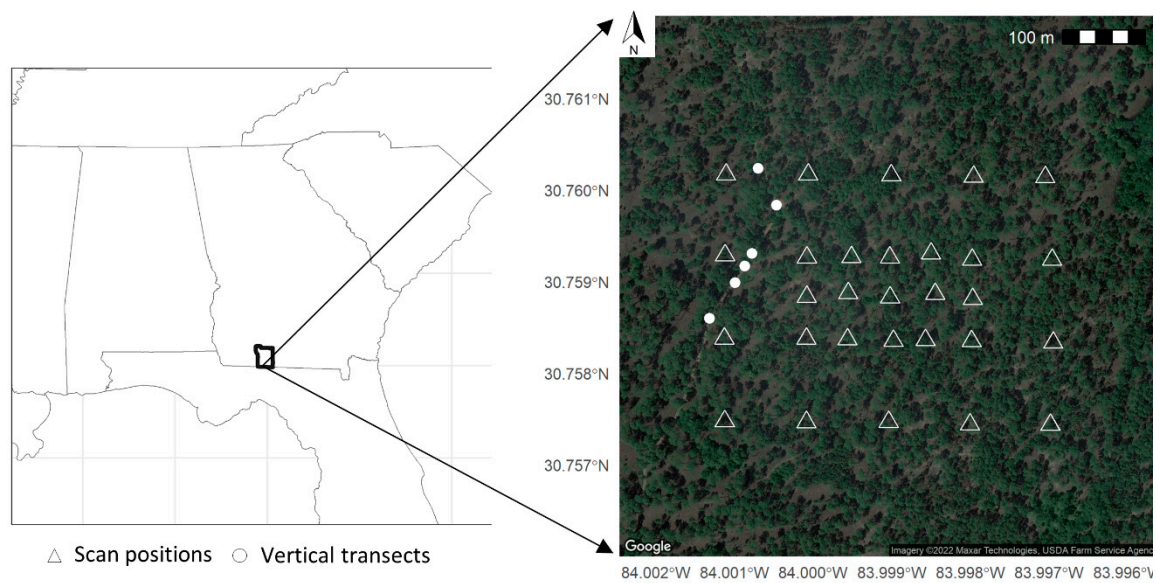 N
100 m
30.761°N
30.760°N
30.759°N
30.758°N
30.757°N
Google
Imagery ©2022 Maxar Technologies, USDA Farm Service Agenc
84.002°W 84.001°W 84.000°W 83.999°W 83.998°W 83.997°W 83.996°W
Scan positions Vertical transects